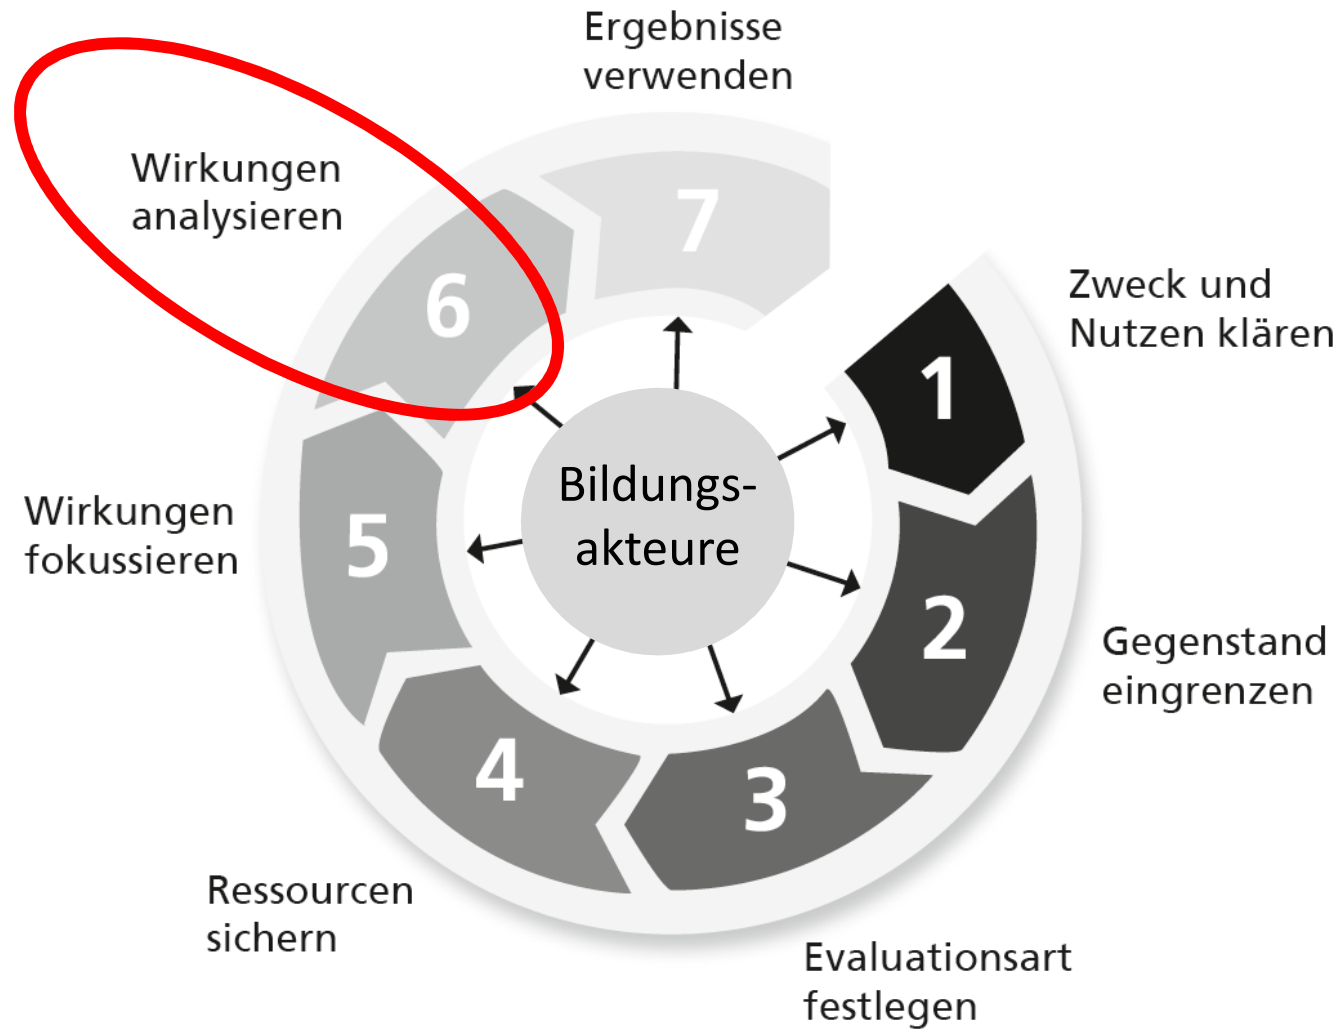 Ergebnisse
verwenden
7
Zweck und
Nutzen klären
1
Gegenstand
eingrenzen
2
Evaluationsart
festlegen
3
Ressourcen
sichern
4
Wirkungen
fokussieren
5
Wirkungen
analysieren
6
Bildungs-
akteure